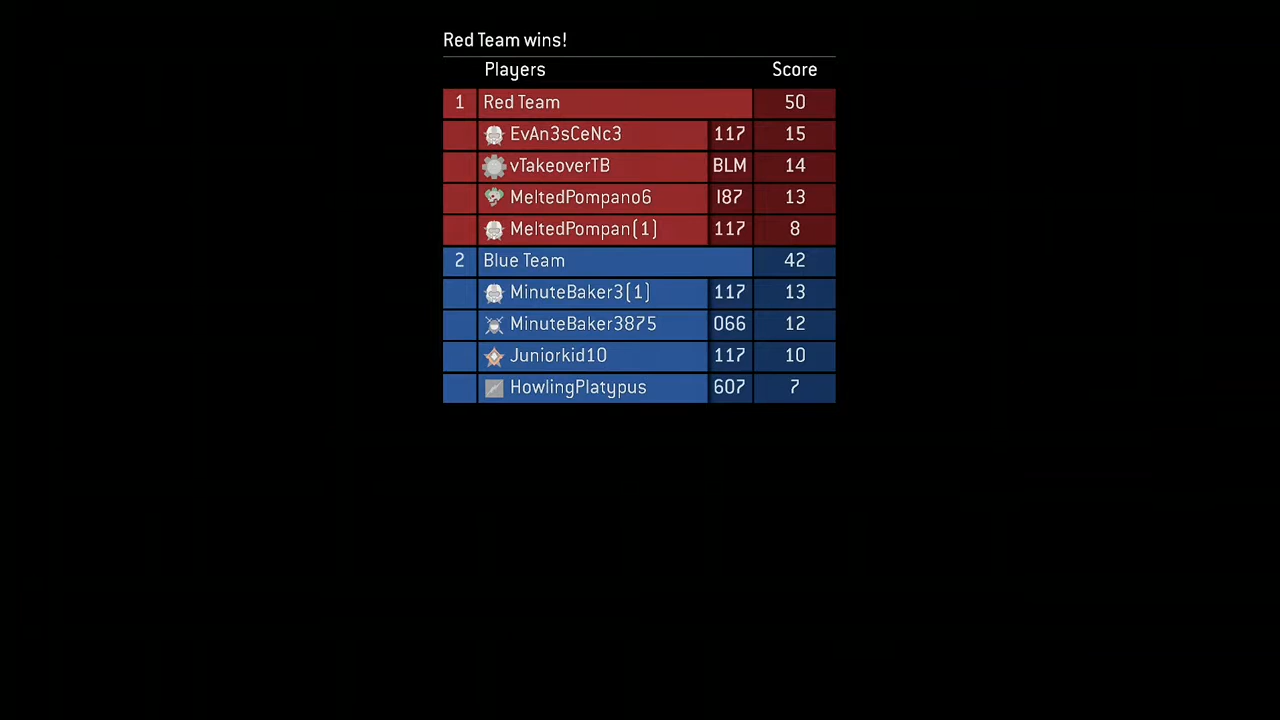 Red Team wins!
Players Score
1 Red Team 50
EvAn3sCeNc3 117 15
vTakeoverTB BLM 14
MeltedPompano6 I87 13
MeltedPompan(1) 117 8
2 Blue Team 42
MinuteBaker3(1) 117 13
MinuteBaker3875 066 12
Juniorkid10 117 10
HowlingPlatypus 607 7